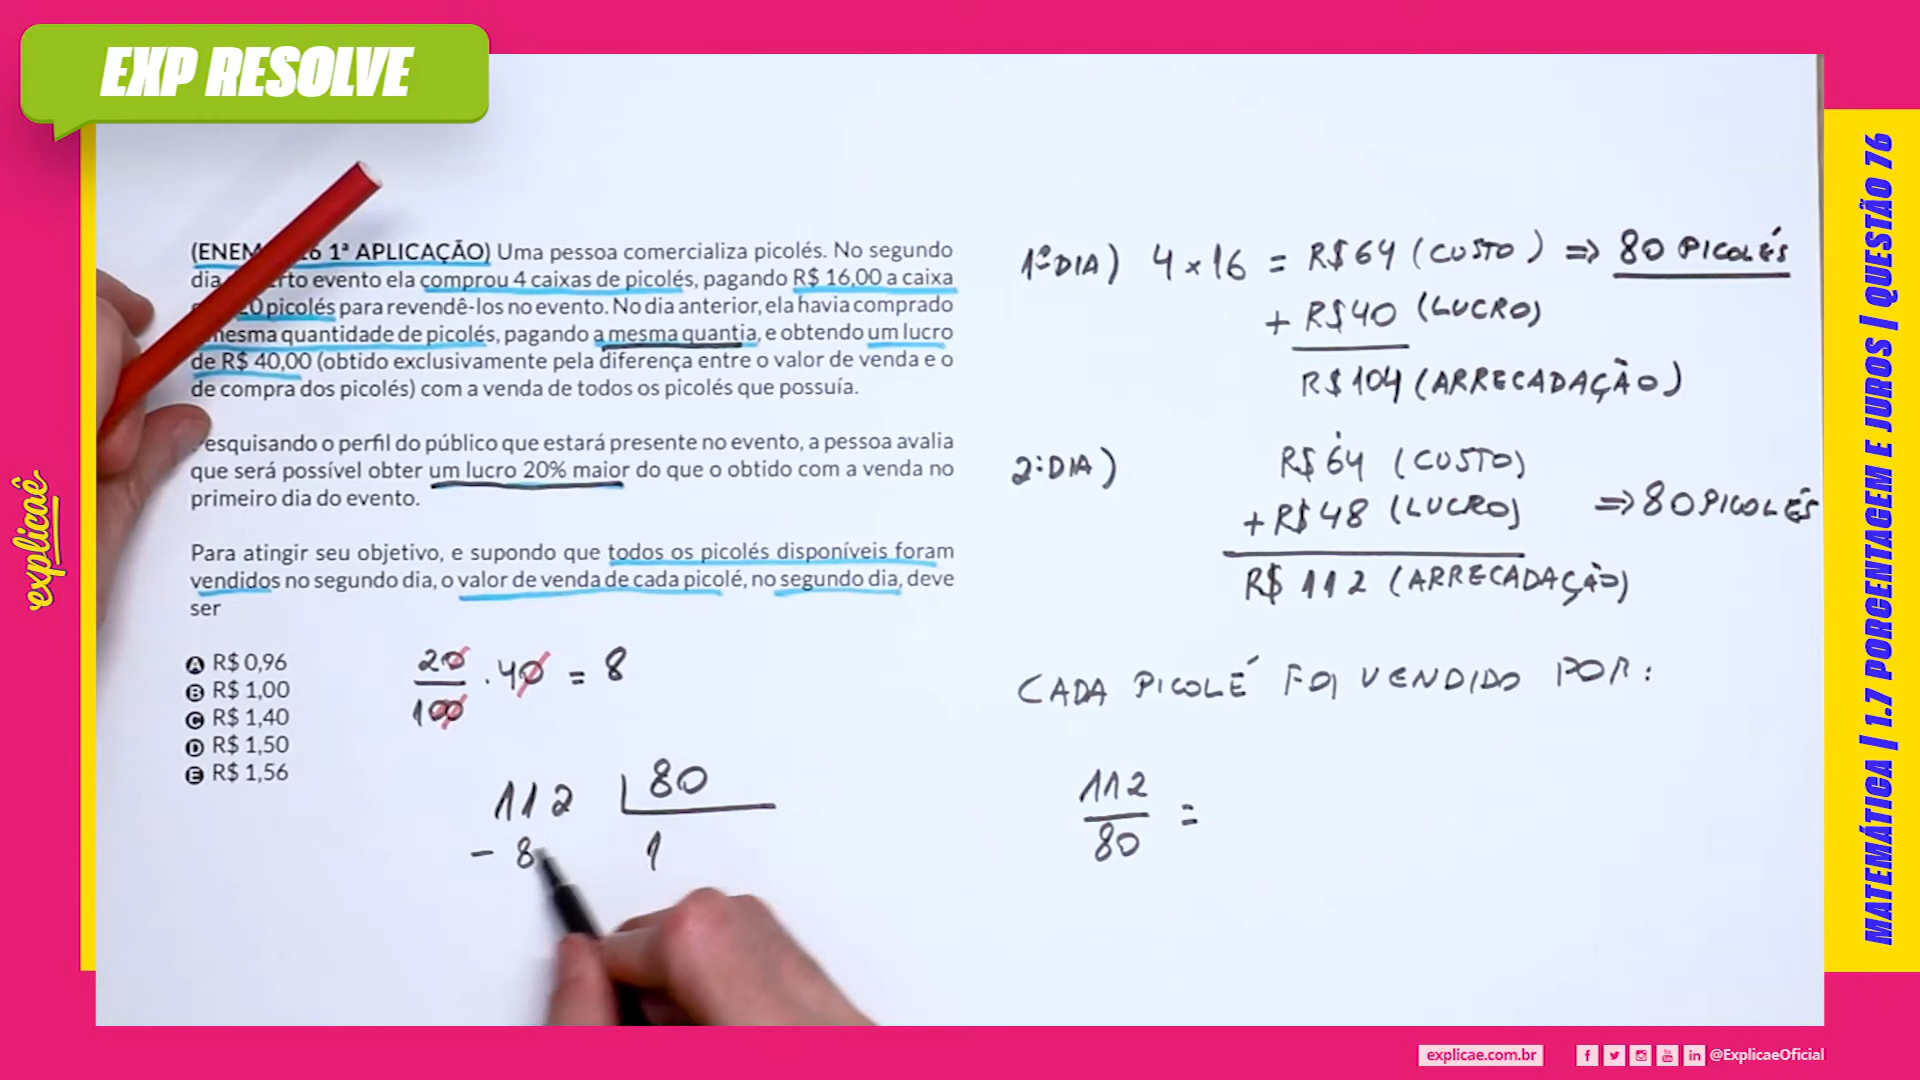 EXP RESOLVE
(ENEM 1ª APLICAÇÃO) Uma pessoa comercializa picolés. No segundo
evento ela comprou 4 caixas de picolés, pagando R$ 16,00 a caixa
picolés para revendê-los no evento. No dia anterior, ela havia comprado
mesma quantidade de picolés, pagando a mesma quantia, e obtendo um lucro
de R$ 40,00 (obtido exclusivamente pela diferença entre o valor de venda e o
de compra dos picolés) com a venda de todos os picolés que possuía.
esquisando o perfil do público que estará presente no evento, a pessoa avalia
que será possível obter um lucro 20% maior do que o obtido com a venda no
primeiro dia do evento.
Para atingir seu objetivo, e supondo que todos os picolés disponíveis foram
vendidos no segundo dia, o valor de venda de cada picolé, no segundo dia, deve
ser
A R$ 0,96
B R$ 1,00
C R$ 1,40
D R$ 1,50
E R$ 1,56
20/100 . 40 = 8
112 80
- 8 1
1º DIA) 4 x 16 = R$64 (CUSTO) => 80 PICOLÉS
+ R$40 (LUCRO)
R$104 (ARRECADAÇÃO)
2º DIA) R$64 (CUSTO)
+R$48 (LUCRO) => 80 PICOLÉS
R$ 112 (ARRECADAÇÃO)
CADA PICOLÉ FOI VENDIDO POR:
112/80 =
explicaê
MATEMÁTICA | 1.7 PORCENTAGEM E JUROS | QUESTÃO 76
explicae.com.br
@ExplicaeOficial